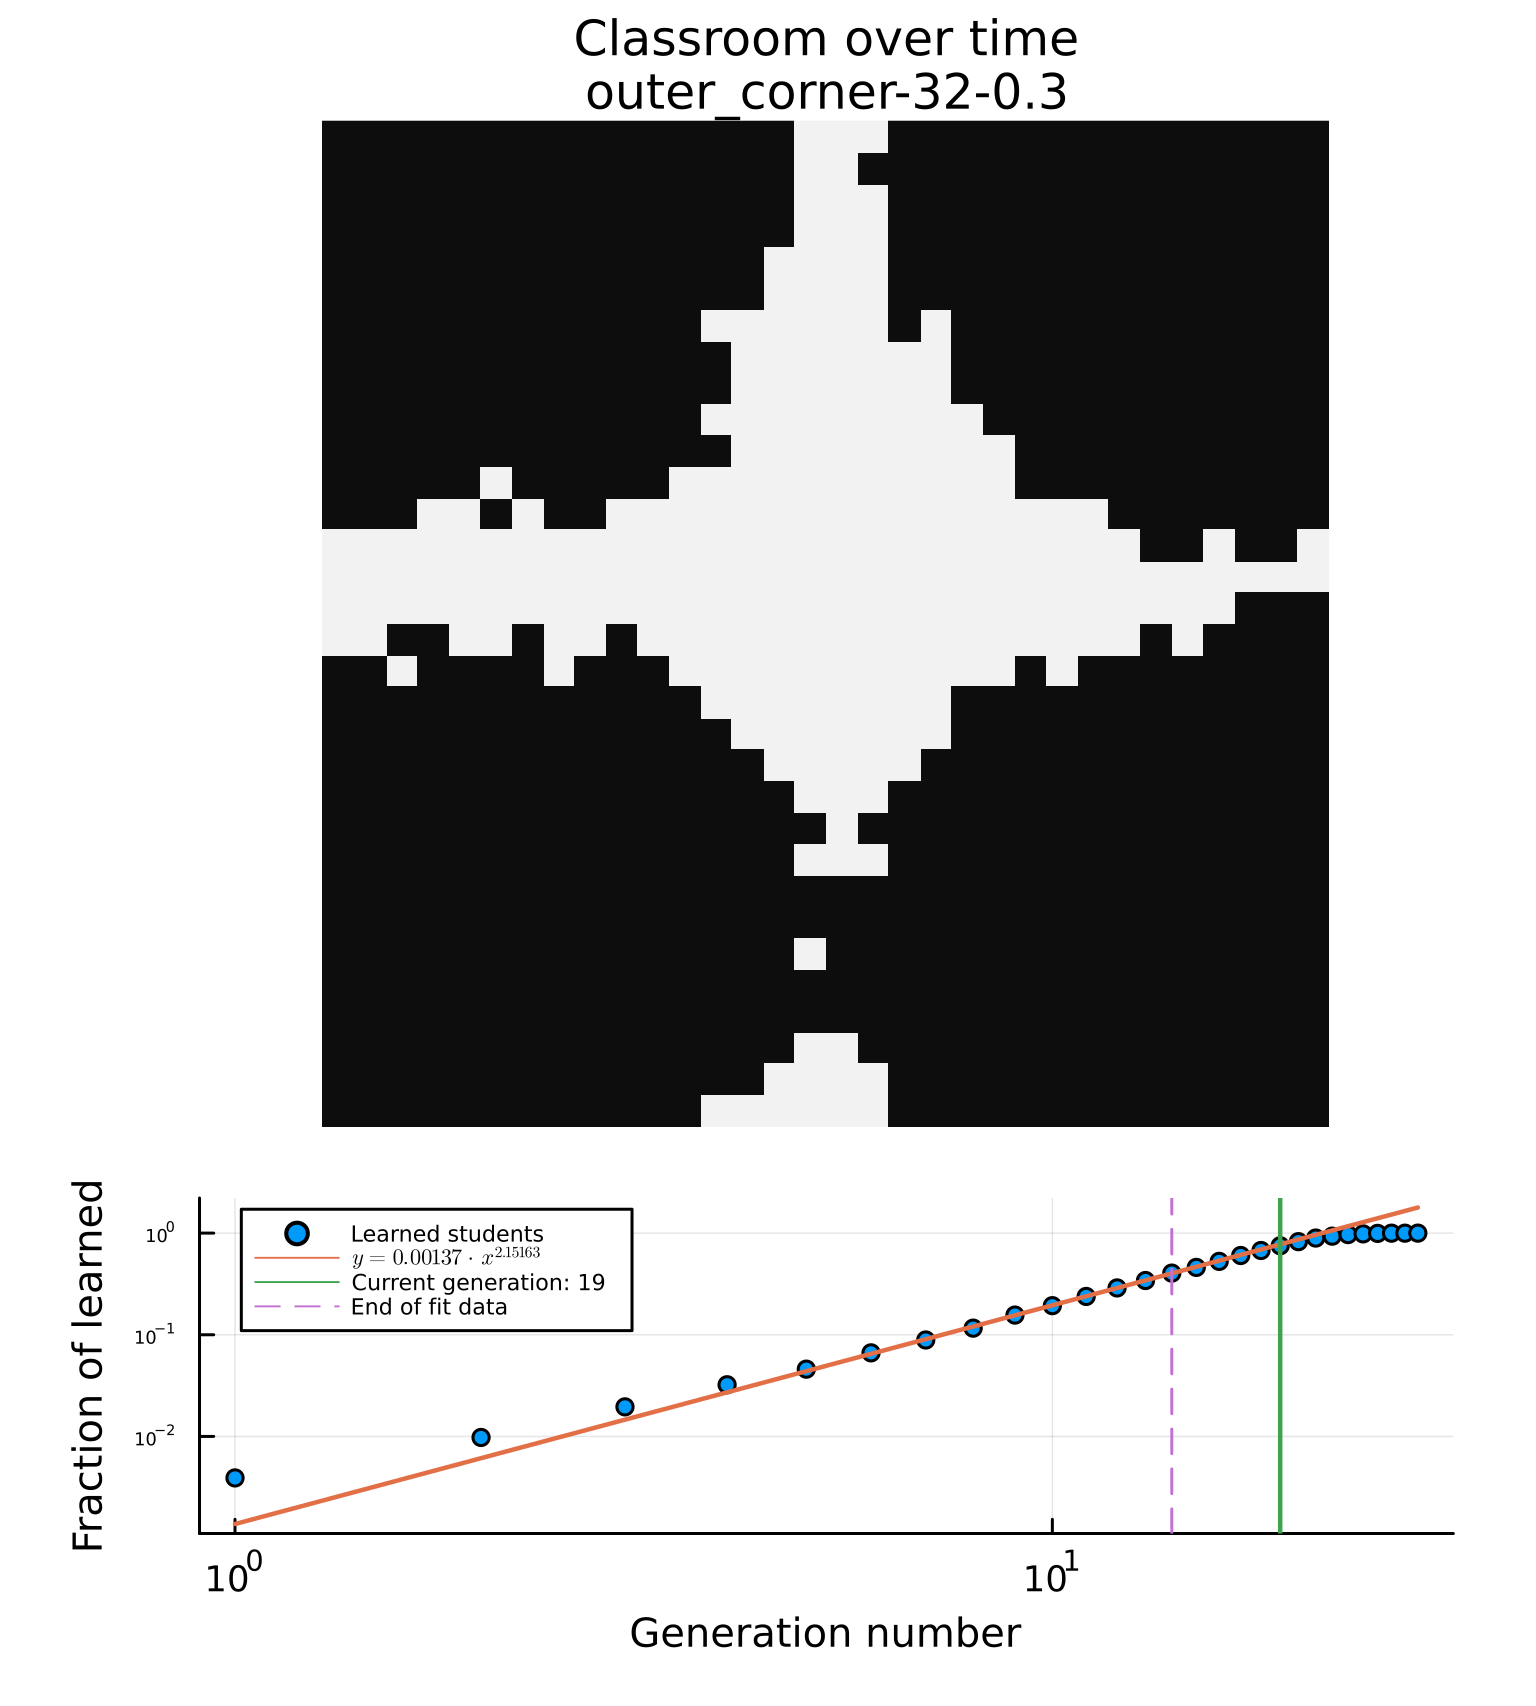 Classroom over time
outer_corner-32-0.3
Fraction of learned
10^0
10^−1
10^−2
Learned students
y = 0.00137 · x^2.15163
Current generation: 19
End of fit data
10^0
10^1
Generation number